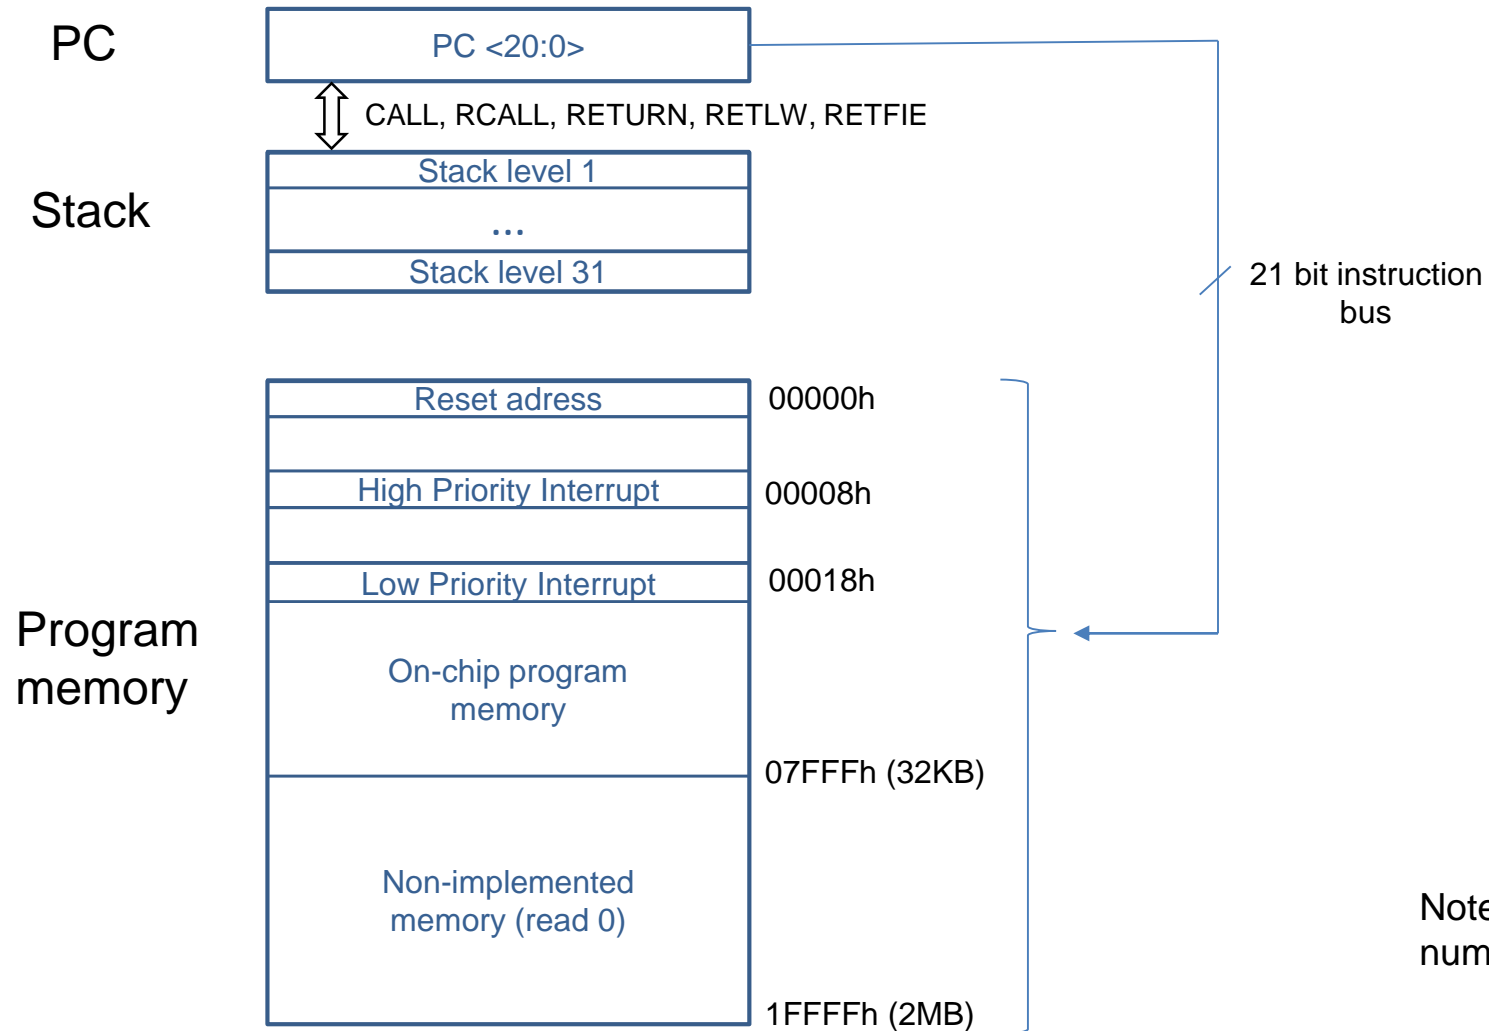 PC
PC <20:0>
CALL, RCALL, RETURN, RETLW, RETFIE
Stack
Stack level 1
...
Stack level 31
21 bit instruction
bus
Program
memory
Reset adress
00000h
High Priority Interrupt
00008h
Low Priority Interrupt
00018h
On-chip program
memory
07FFFh (32KB)
Non-implemented
memory (read 0)
1FFFFh (2MB)
Note
num